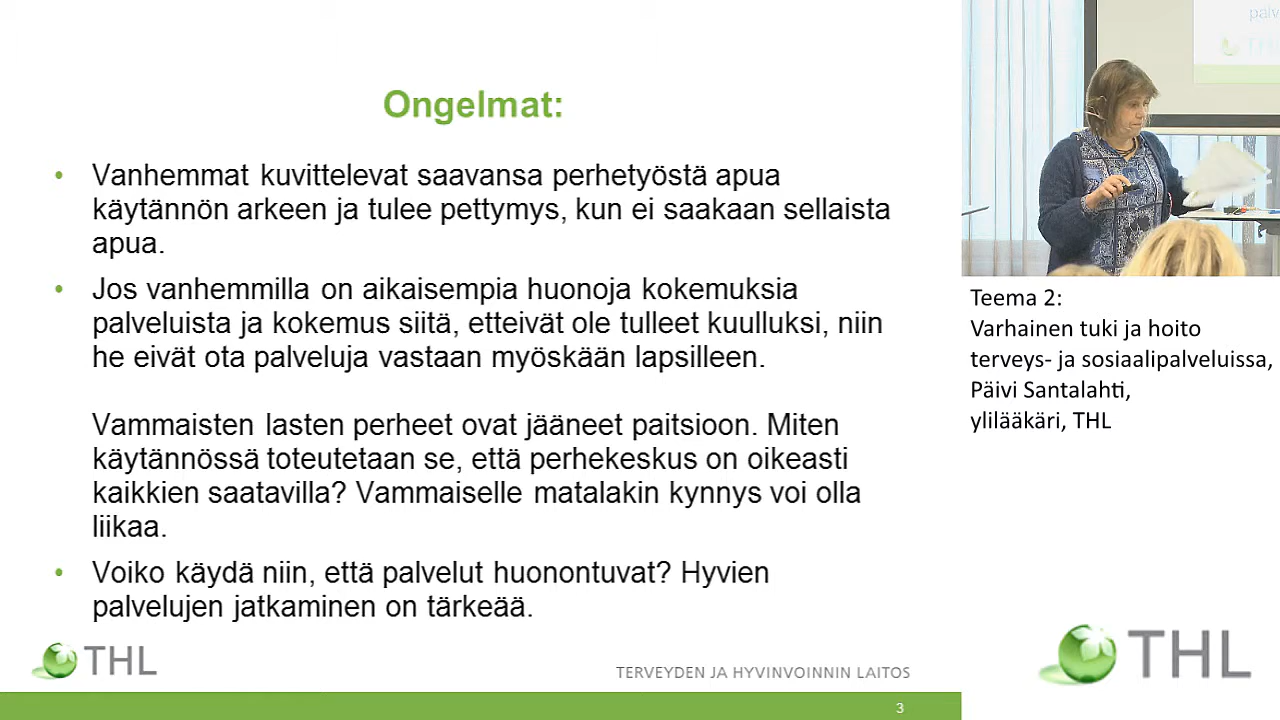 Ongelmat:
• Vanhemmat kuvittelevat saavansa perhetyöstä apua
käytännön arkeen ja tulee pettymys, kun ei saakaan sellaista
apua.
• Jos vanhemmilla on aikaisempia huonoja kokemuksia
palveluista ja kokemus siitä, etteivät ole tulleet kuulluksi, niin
he eivät ota palveluja vastaan myöskään lapsilleen.
Vammaisten lasten perheet ovat jääneet paitsioon. Miten
käytännössä toteutetaan se, että perhekeskus on oikeasti
kaikkien saatavilla? Vammaiselle matalakin kynnys voi olla
liikaa.
• Voiko käydä niin, että palvelut huonontuvat? Hyvien
palvelujen jatkaminen on tärkeää.
THL
TERVEYDEN JA HYVINVOINNIN LAITOS
3
palv
THL
Teema 2:
Varhainen tuki ja hoito
terveys- ja sosiaalipalveluissa,
Päivi Santalahti,
ylilääkäri, THL
THL